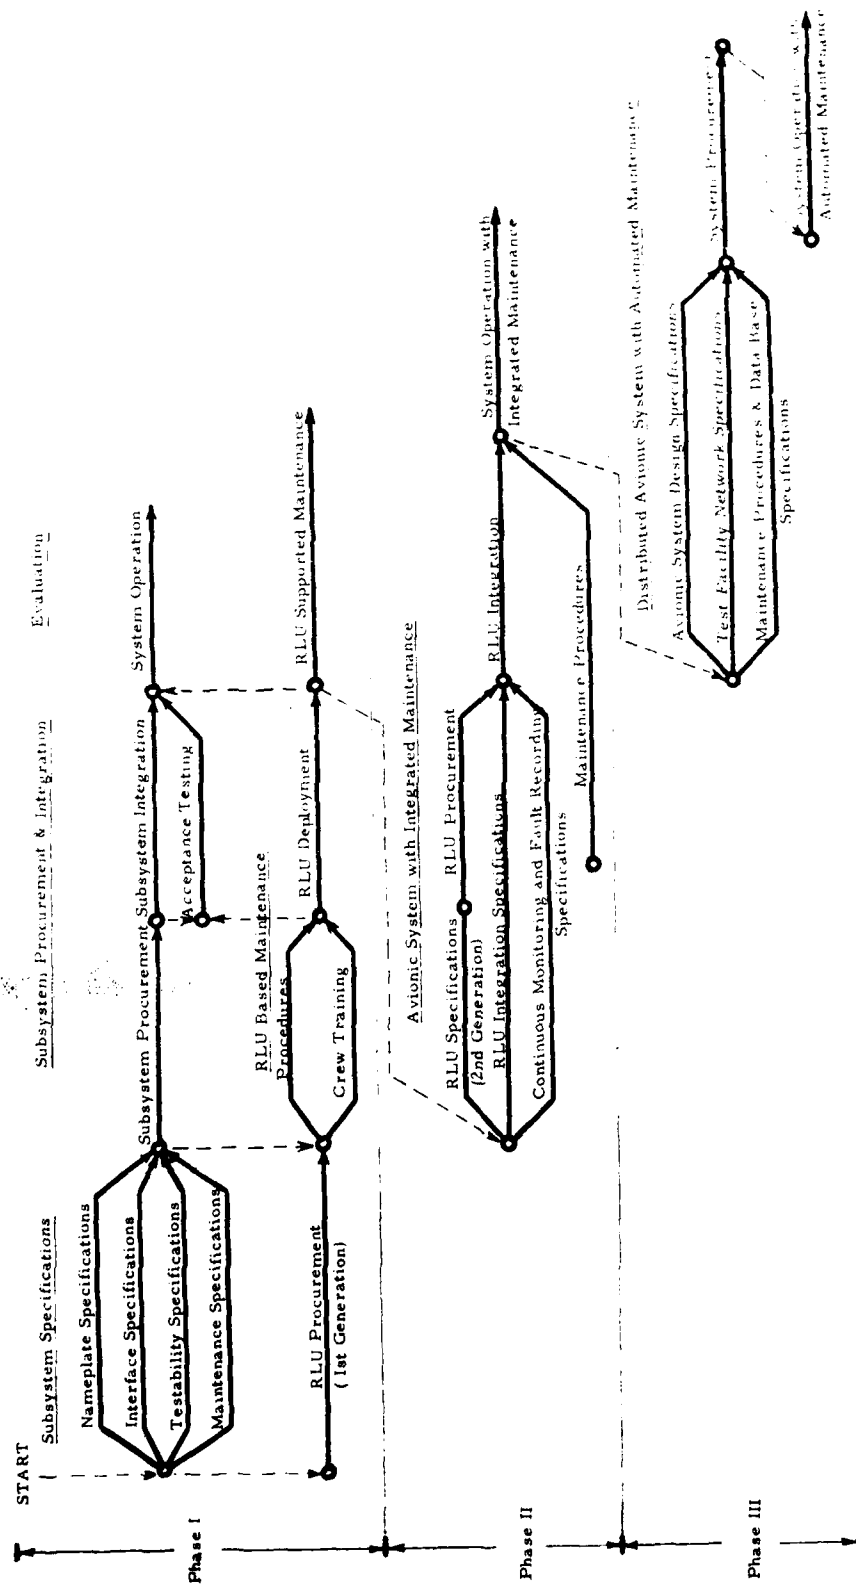 START
Subsystem Specifications
Subsystem Procurement & Integration
Evaluation
Nameplate Specifications
Interface Specifications
Testability Specifications
Maintenance Specifications
Subsystem Procurement
Subsystem Integration
System Operation
Acceptance Testing
RLU Procurement
(1st Generation)
RLU Based Maintenance
Procedures
Crew Training
RLU Deployment
RLU Supported Maintenance
Phase I
Avionic System with Integrated Maintenance
RLU Specifications
(2nd Generation)
RLU Procurement
RLU Integration Specifications
Continuous Monitoring and Fault Recording
Specifications
RLU Integration
Maintenance Procedures
System Operation with
Integrated Maintenance
Phase II
Distributed Avionic System with Automated Maintenance
Avionic System Design Specifications
Test Facility Network Specifications
Maintenance Procedures & Data Base
Specifications
System Procurement
System Operation with
Automated Maintenance
Phase III